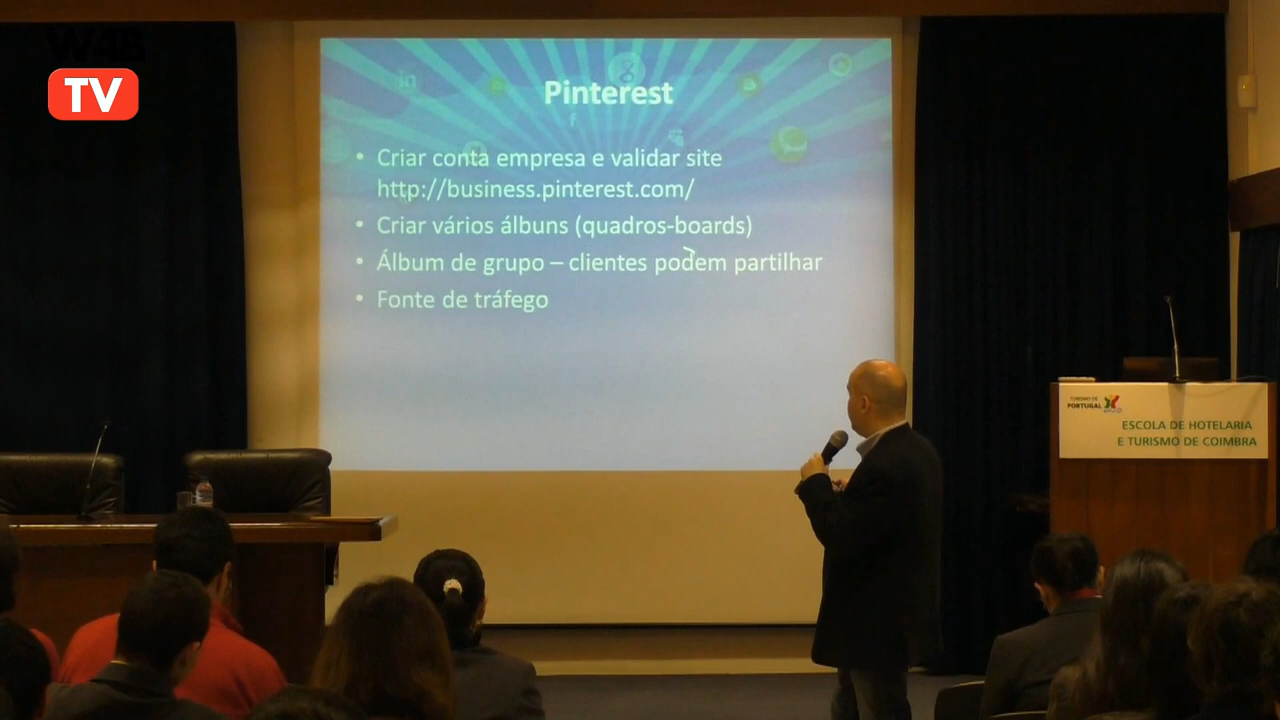 W4B
TV
Pinterest
• Criar conta empresa e validar site
http://business.pinterest.com/
• Criar vários álbuns (quadros-boards)
• Álbum de grupo – clientes podem partilhar
• Fonte de tráfego
TURISMO DE
PORTUGAL
ESCOLA DE HOTELARIA
E TURISMO DE COIMBRA